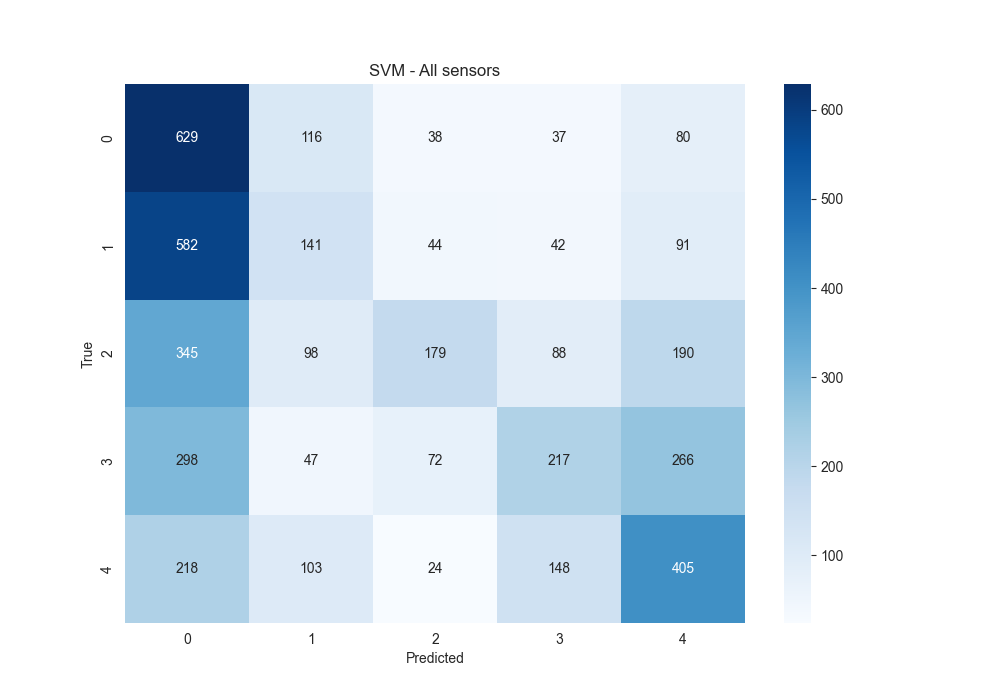 SVM - All sensors
0 629 116 38 37 80
1 582 141 44 42 91
2 345 98 179 88 190
3 298 47 72 217 266
4 218 103 24 148 405
0 1 2 3 4
Predicted
True
600
500
400
300
200
100